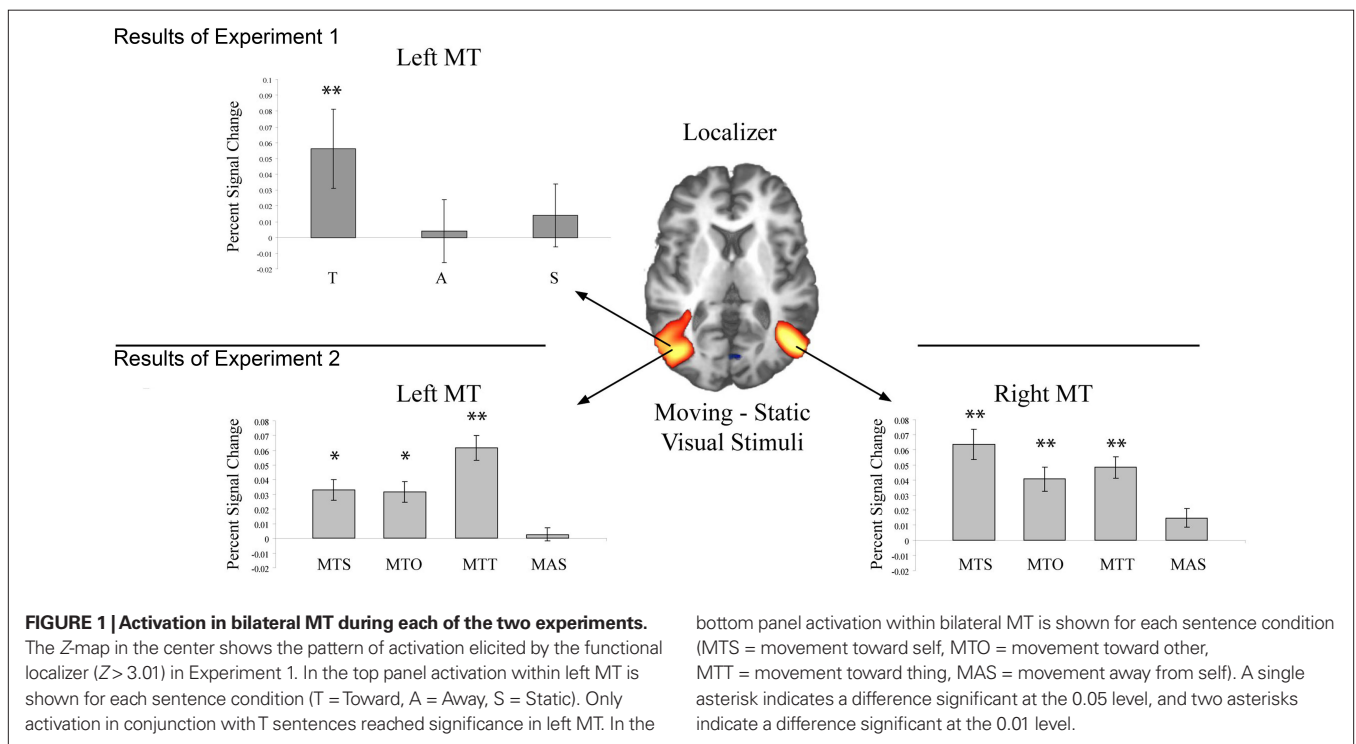 Results of Experiment 1
Left MT
Percent Signal Change
0.1
0.09
0.08
0.07
0.06
0.05
0.04
0.03
0.02
0.01
0
-0.01
-0.02
**
T A S
Localizer
Moving - Static
Visual Stimuli
Results of Experiment 2
Left MT
Percent Signal Change
0.08
0.07
0.06
0.05
0.04
0.03
0.02
0.01
0
-0.01
-0.02
* * **
MTS MTO MTT MAS
Right MT
Percent Signal Change
0.08
0.07
0.06
0.05
0.04
0.03
0.02
0.01
0
-0.01
-0.02
** ** **
MTS MTO MTT MAS
FIGURE 1 | Activation in bilateral MT during each of the two experiments.
The Z-map in the center shows the pattern of activation elicited by the functional
localizer (Z > 3.01) in Experiment 1. In the top panel activation within left MT is
shown for each sentence condition (T = Toward, A = Away, S = Static). Only
activation in conjunction with T sentences reached significance in left MT. In the
bottom panel activation within bilateral MT is shown for each sentence condition
(MTS = movement toward self, MTO = movement toward other,
MTT = movement toward thing, MAS = movement away from self). A single
asterisk indicates a difference significant at the 0.05 level, and two asterisks
indicate a difference significant at the 0.01 level.